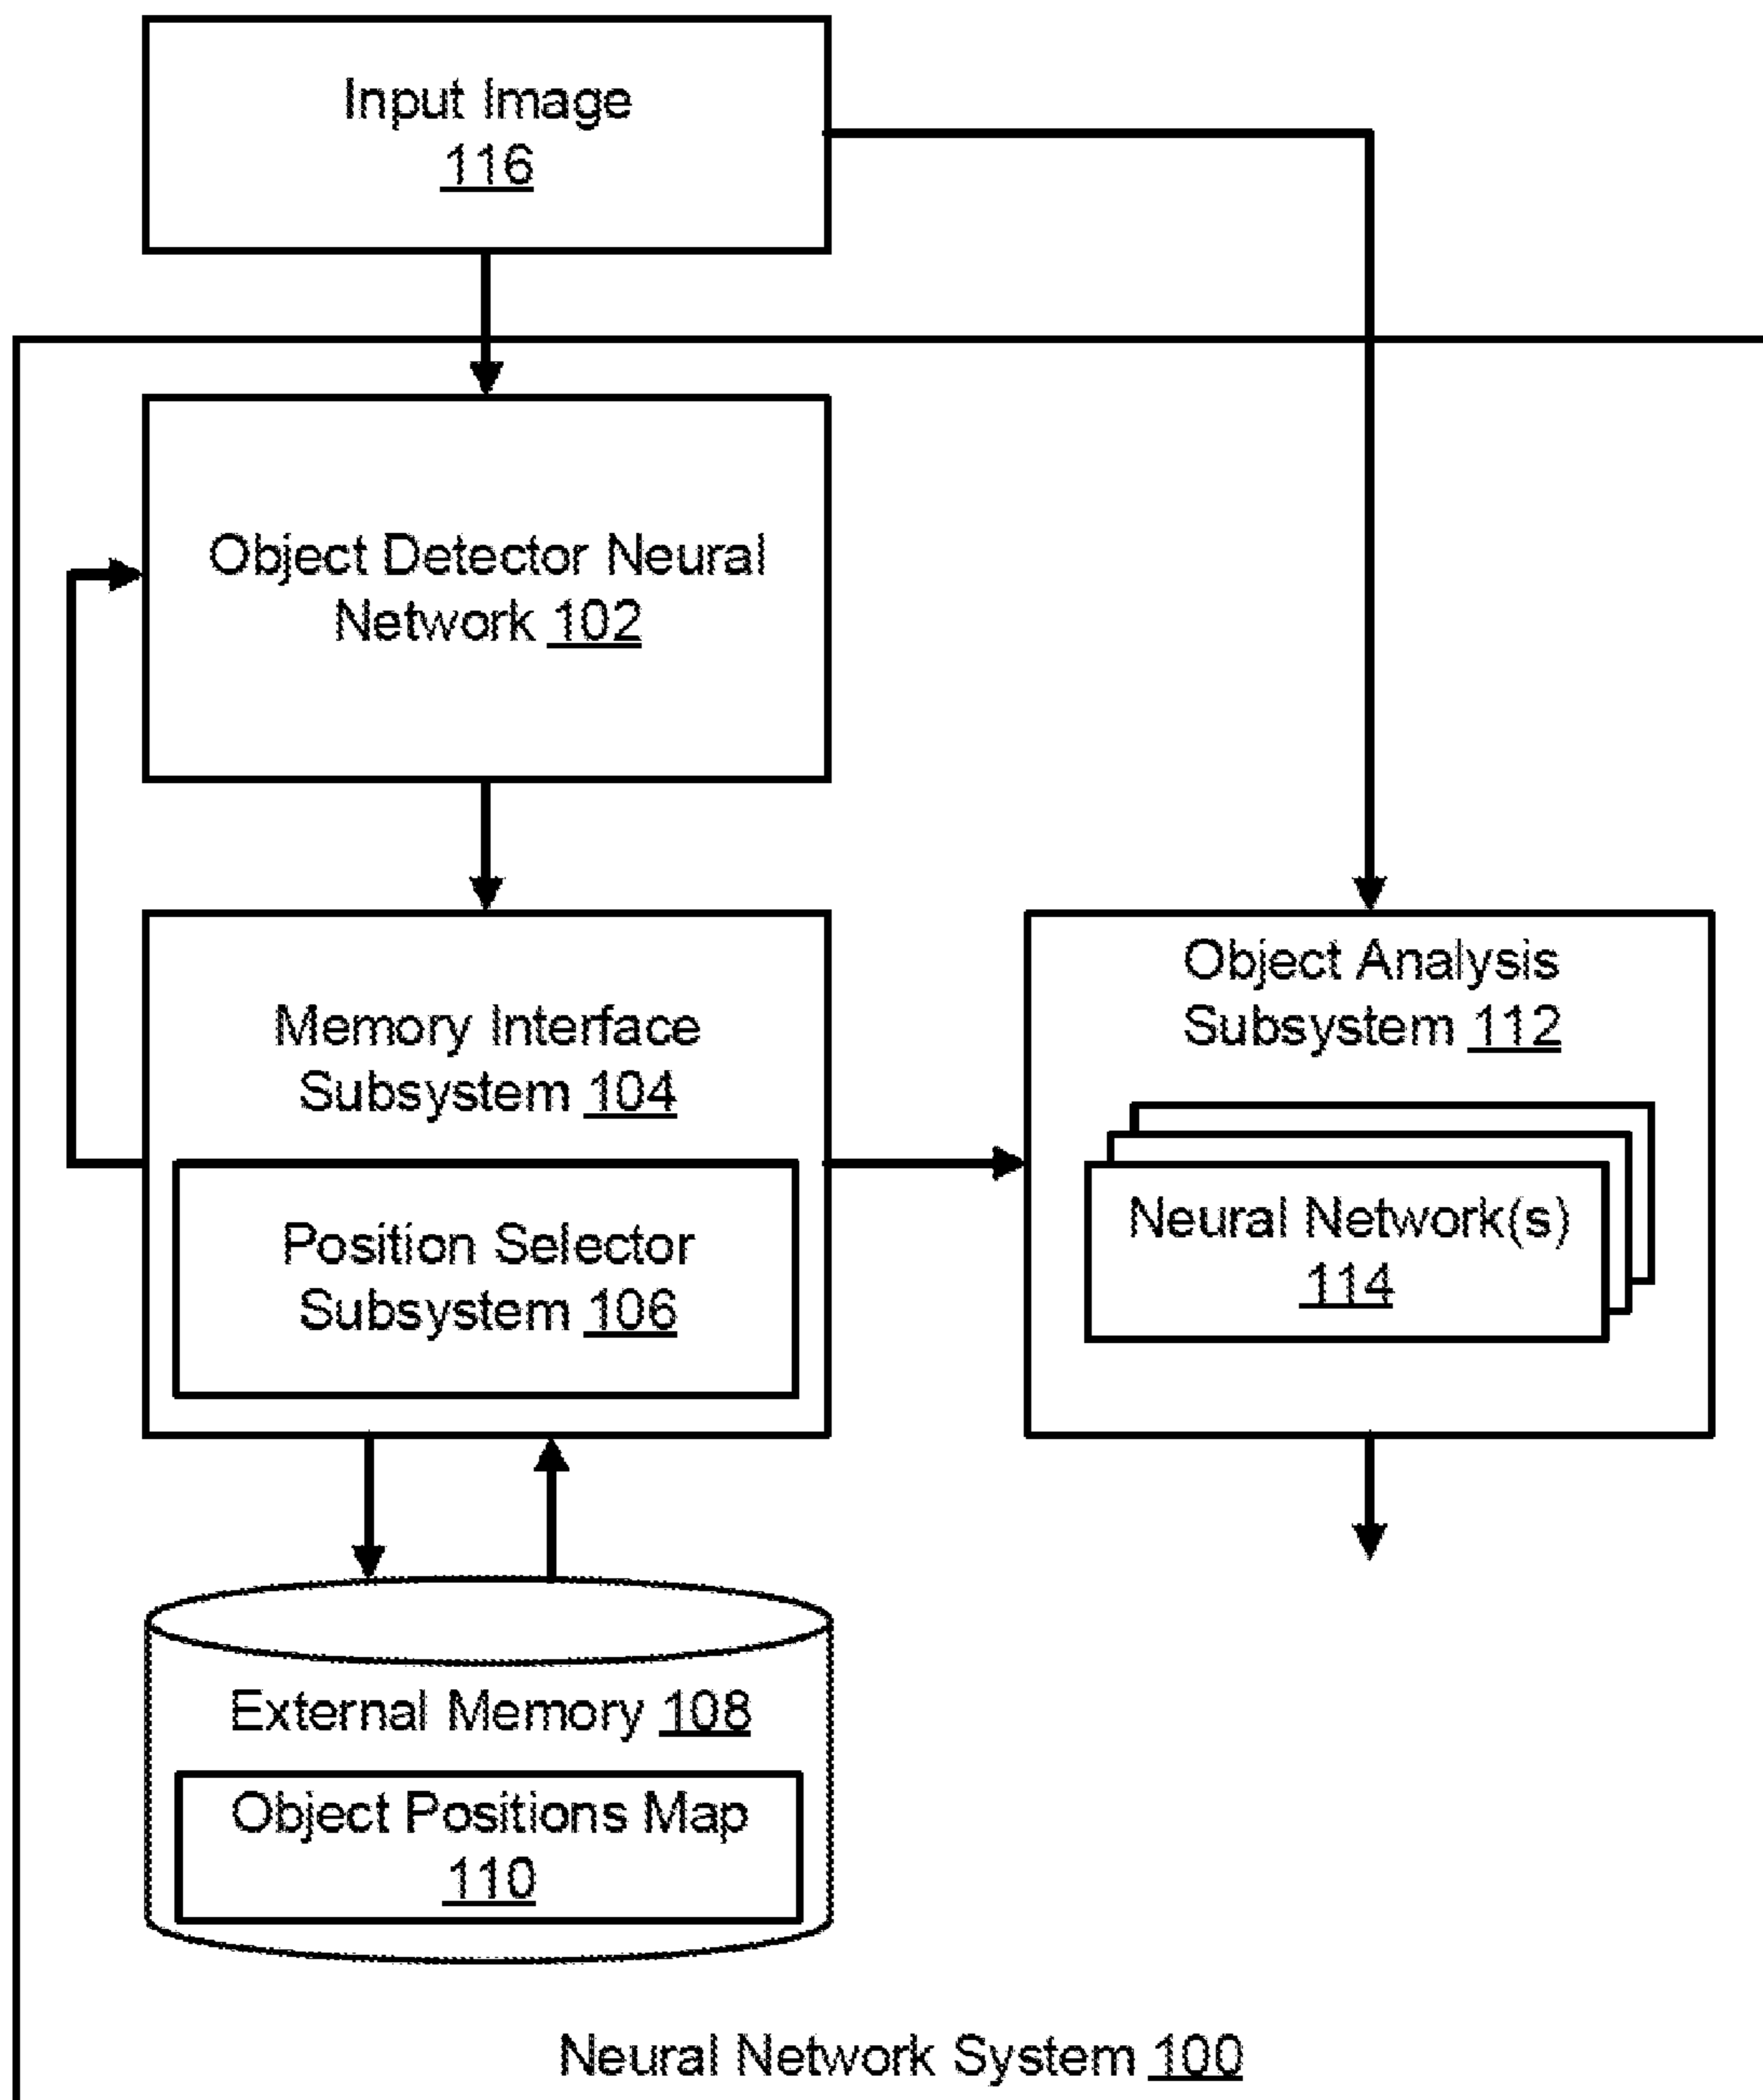 Input Image
116
Object Detector Neural
Network 102
Memory Interface
Subsystem 104
Position Selector
Subsystem 106
Object Analysis
Subsystem 112
Neural Network(s)
114
External Memory 108
Object Positions Map
110
Neural Network System 100